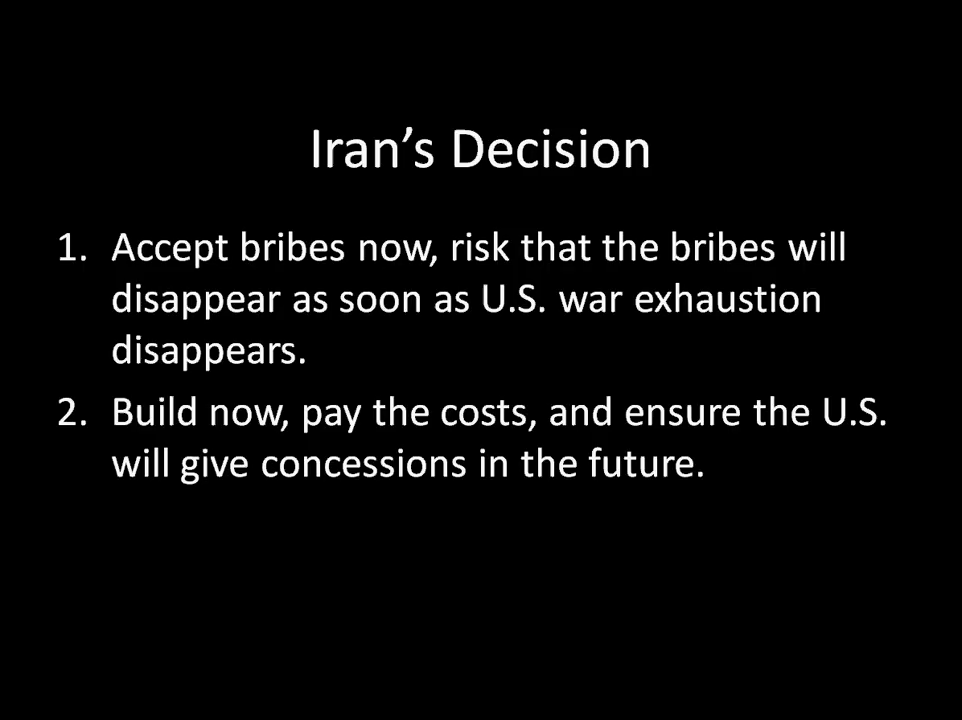 Iran's Decision
1. Accept bribes now, risk that the bribes will
disappear as soon as U.S. war exhaustion
disappears.
2. Build now, pay the costs, and ensure the U.S.
will give concessions in the future.